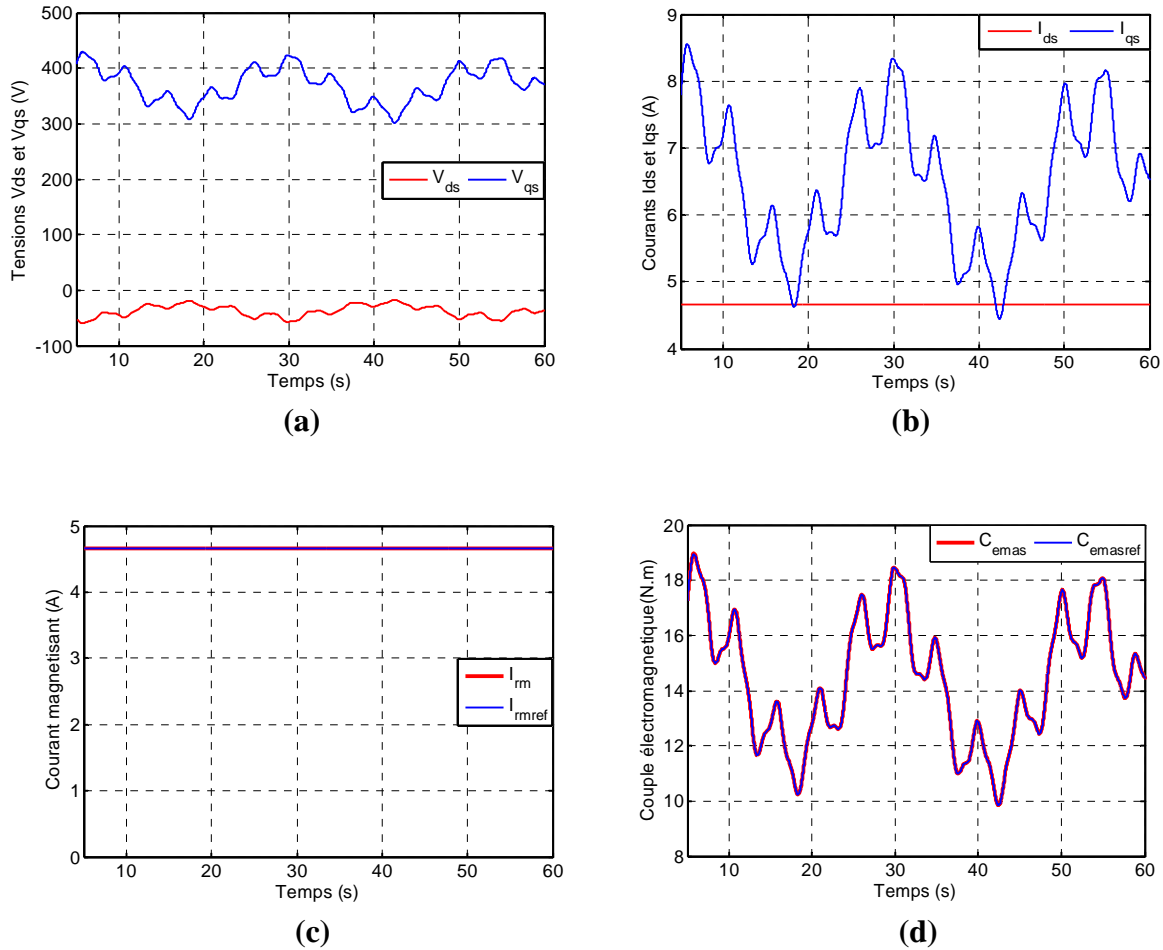 500
400
300
200
100
0
-100
10 20 30 40 50 60
Tensions Vds et Vqs (V)
Temps (s)
V_ds V_qs
(a)
9
8
7
6
5
4
10 20 30 40 50 60
Courants Ids et Iqs (A)
Temps (s)
I_ds I_qs
(b)
5
4
3
2
1
0
10 20 30 40 50 60
Courant magnetisant (A)
Temps (s)
I_rm
I_rmref
(c)
20
18
16
14
12
10
8
10 20 30 40 50 60
Couple électromagnetique(N.m)
Temps (s)
C_emas C_emasref
(d)